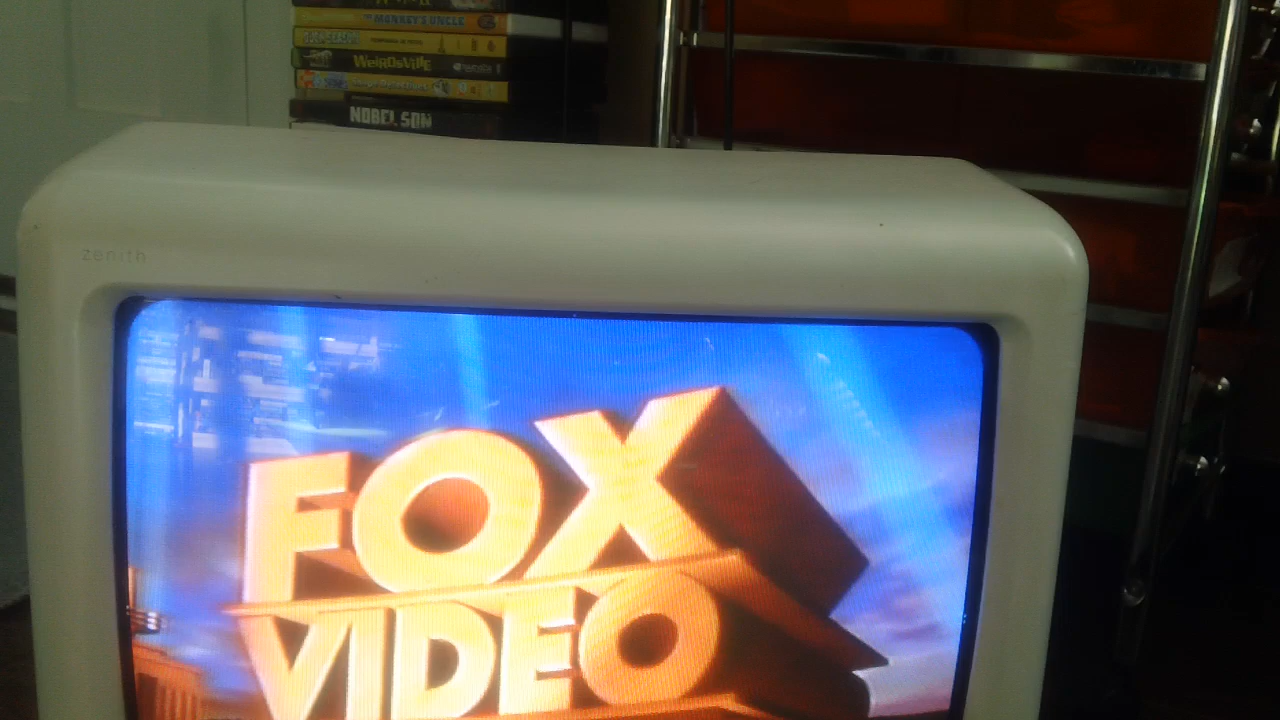 THE MONKEY'S UNCLE
WEIRDSVILLE
NOBEL SON
zenith
FOX
VIDEO